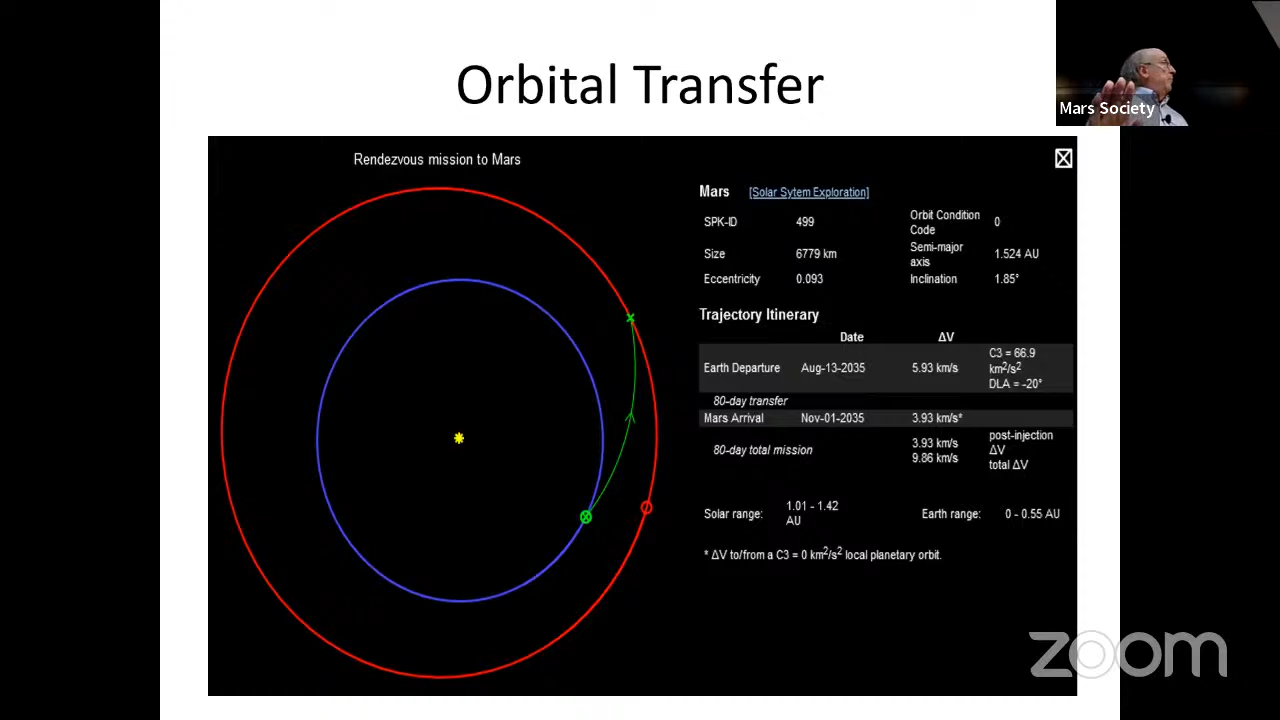 Orbital Transfer
Mars Society
Rendezvous mission to Mars
Mars [Solar Sytem Exploration]
SPK-ID 499 Orbit Condition Code 0
Size 6779 km Semi-major axis 1.524 AU
Eccentricity 0.093 Inclination 1.85°
Trajectory Itinerary
Date ΔV
Earth Departure Aug-13-2035 5.93 km/s C3 = 66.9 km²/s² DLA = -20°
80-day transfer
Mars Arrival Nov-01-2035 3.93 km/s*
80-day total mission 3.93 km/s post-injection ΔV
9.86 km/s total ΔV
Solar range: 1.01 - 1.42 AU Earth range: 0 - 0.55 AU
* ΔV to/from a C3 = 0 km²/s² local planetary orbit.
zoom